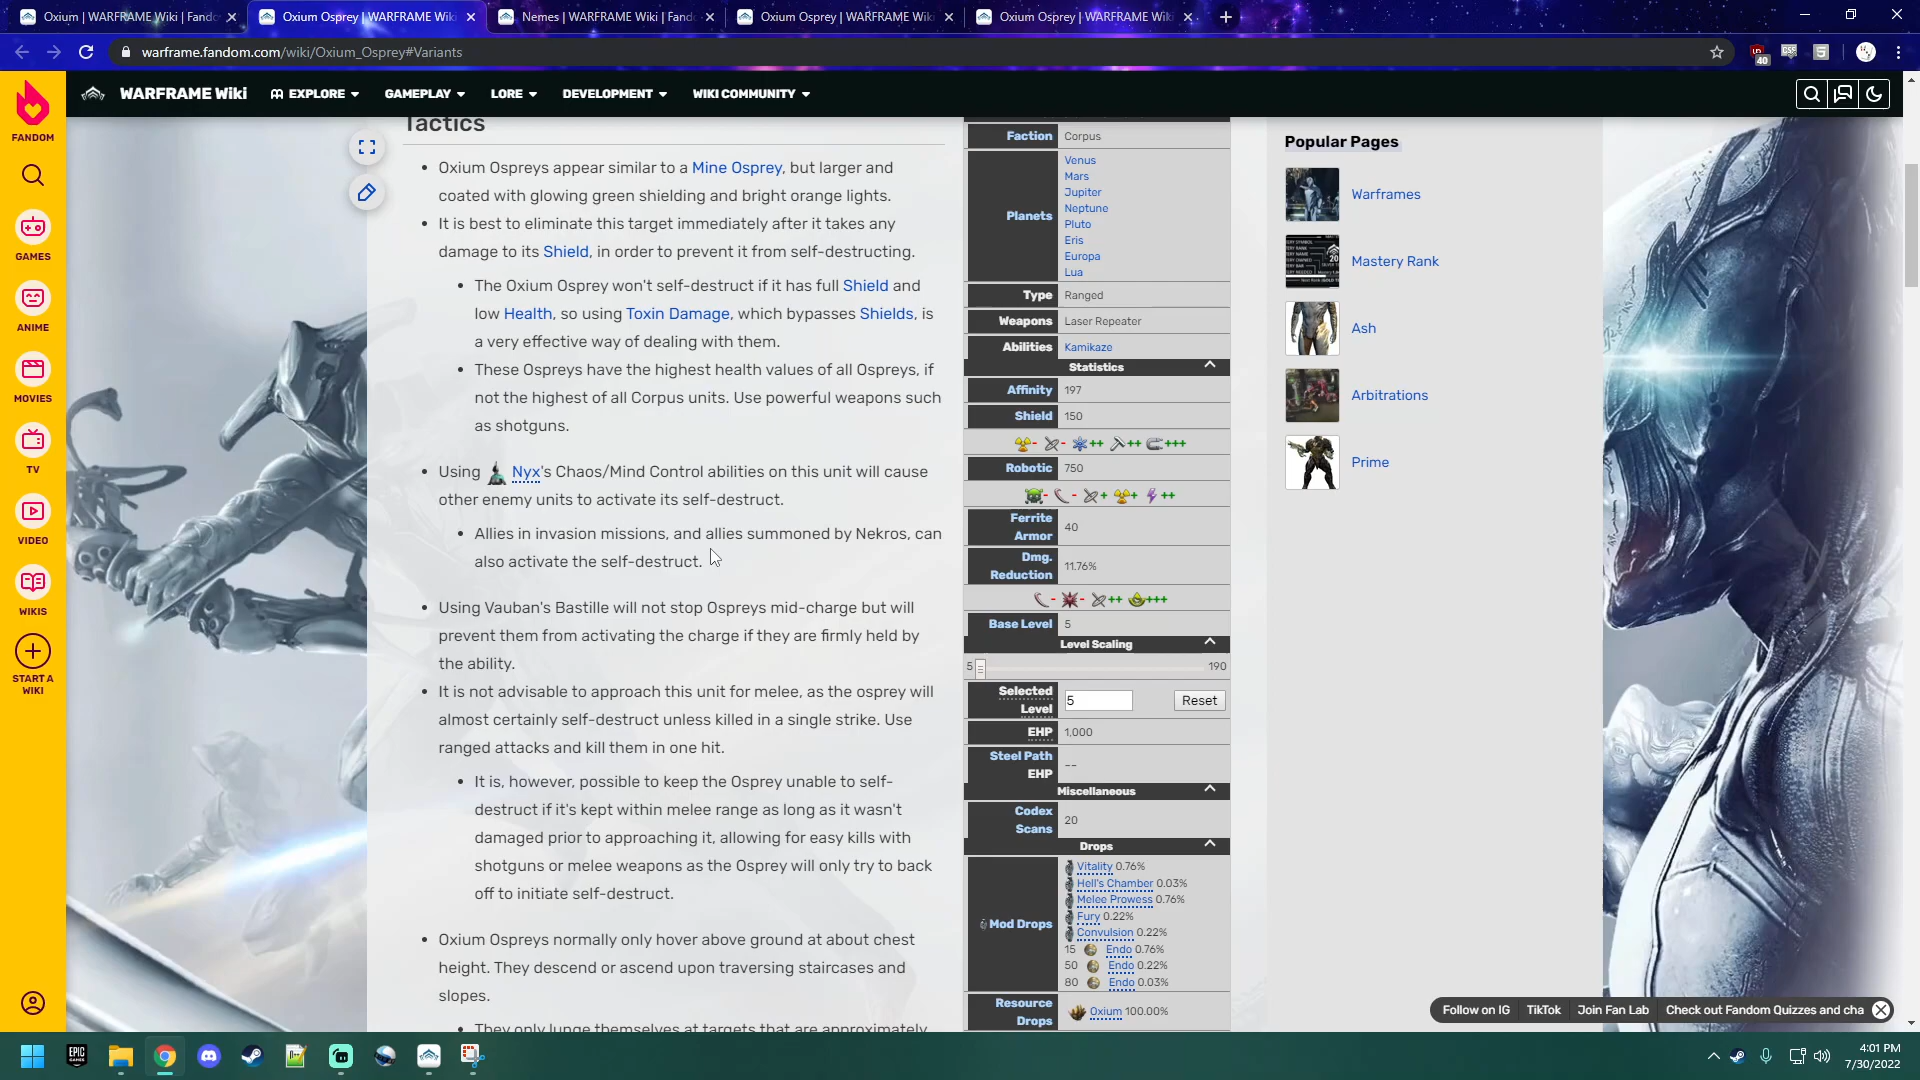 Oxium | WARFRAME Wiki | Fando
Oxium Osprey | WARFRAME Wiki
Nemes | WARFRAME Wiki | Fando
Oxium Osprey | WARFRAME Wiki
Oxium Osprey | WARFRAME Wiki
warframe.fandom.com/wiki/Oxium_Osprey#Variants
40
FANDOM
GAMES
ANIME
MOVIES
TV
VIDEO
WIKIS
START A
WIKI
WARFRAME Wiki
EXPLORE
GAMEPLAY
LORE
DEVELOPMENT
WIKI COMMUNITY
Tactics
Oxium Ospreys appear similar to a Mine Osprey, but larger and
coated with glowing green shielding and bright orange lights.
It is best to eliminate this target immediately after it takes any
damage to its Shield, in order to prevent it from self-destructing.
The Oxium Osprey won't self-destruct if it has full Shield and
low Health, so using Toxin Damage, which bypasses Shields, is
a very effective way of dealing with them.
These Ospreys have the highest health values of all Ospreys, if
not the highest of all Corpus units. Use powerful weapons such
as shotguns.
Using Nyx's Chaos/Mind Control abilities on this unit will cause
other enemy units to activate its self-destruct.
Allies in invasion missions, and allies summoned by Nekros, can
also activate the self-destruct.
Using Vauban's Bastille will not stop Ospreys mid-charge but will
prevent them from activating the charge if they are firmly held by
the ability.
It is not advisable to approach this unit for melee, as the osprey will
almost certainly self-destruct unless killed in a single strike. Use
ranged attacks and kill them in one hit.
It is, however, possible to keep the Osprey unable to self-
destruct if it's kept within melee range as long as it wasn't
damaged prior to approaching it, allowing for easy kills with
shotguns or melee weapons as the Osprey will only try to back
off to initiate self-destruct.
Oxium Ospreys normally only hover above ground at about chest
height. They descend or ascend upon traversing staircases and
slopes.
They only lunge themselves at targets that are approximately
Faction Corpus
Planets
Venus
Mars
Jupiter
Neptune
Pluto
Eris
Europa
Lua
Type Ranged
Weapons Laser Repeater
Abilities Kamikaze
Statistics
Affinity 197
Shield 150
- - ++ ++ +++
Robotic 750
- - + + ++
Ferrite
Armor
40
Dmg.
Reduction
11.76%
- - ++ +++
Base Level 5
Level Scaling
5 190
Selected
Level
5
Reset
EHP 1,000
Steel Path
EHP
--
Miscellaneous
Codex
Scans
20
Drops
Mod Drops
Vitality 0.76%
Hell's Chamber 0.03%
Melee Prowess 0.76%
Fury 0.22%
Convulsion 0.22%
15 Endo 0.76%
50 Endo 0.22%
80 Endo 0.03%
Resource
Drops
Oxium 100.00%
Popular Pages
Warframes
Mastery Rank
Ash
Arbitrations
Prime
Follow on IG
TikTok
Join Fan Lab
Check out Fandom Quizzes and cha
EPIC
4:01 PM
7/30/2022